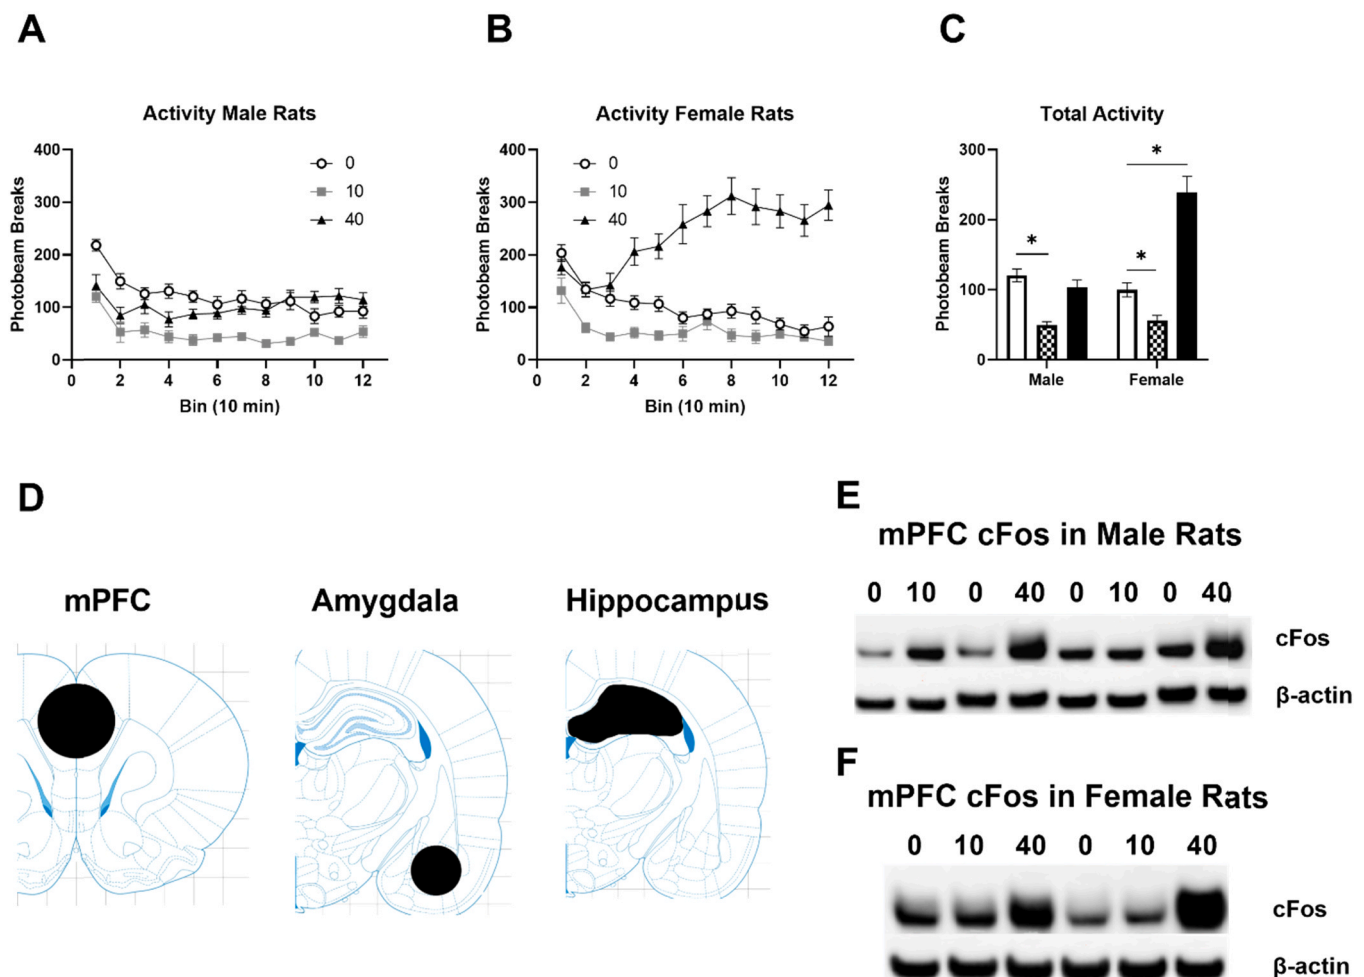 A
B
C
Activity Male Rats
Photobeam Breaks
400
300
200
100
0
0 2 4 6 8 10 12
Bin (10 min)
0
10
40
Activity Female Rats
Photobeam Breaks
400
300
200
100
0
0 2 4 6 8 10 12
Bin (10 min)
0
10
40
Total Activity
Photobeam Breaks
300
200
100
0
* * *
Male Female
D
mPFC
Amygdala
Hippocampus
E
mPFC cFos in Male Rats
0 10 0 40 0 10 0 40
cFos
β-actin
F
mPFC cFos in Female Rats
0 10 40 0 10 40
cFos
β-actin